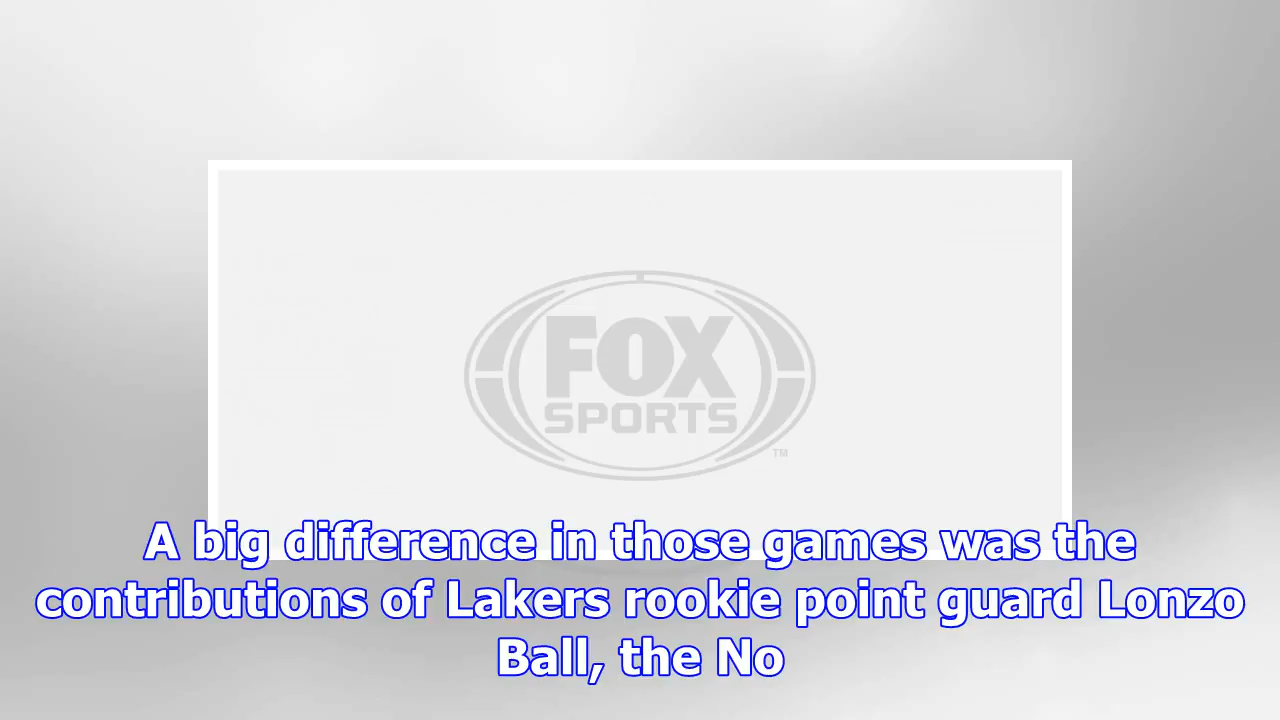 FOX
SPORTS
TM
A big difference in those games was the
contributions of Lakers rookie point guard Lonzo
Ball, the No